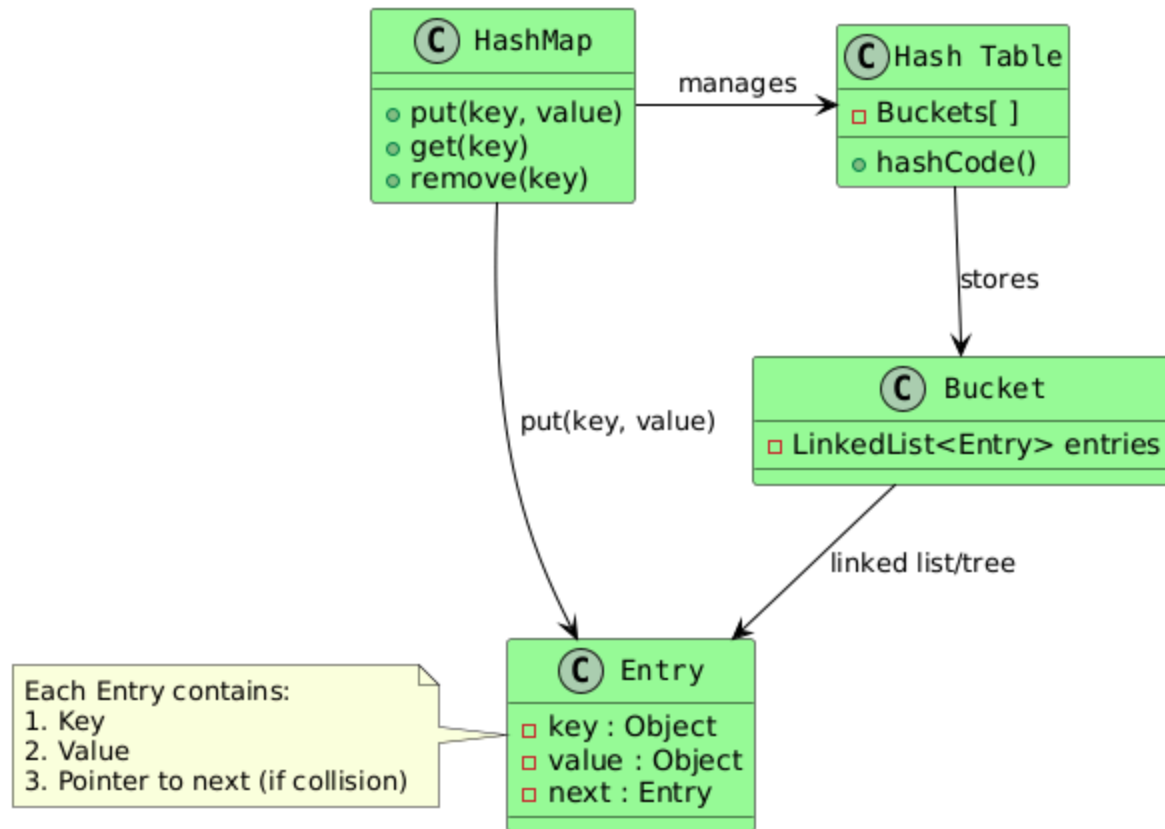 C HashMap
put(key, value)
get(key)
remove(key)
manages
C Hash Table
Buckets[ ]
hashCode()
stores
put(key, value)
C Bucket
LinkedList<Entry> entries
linked list/tree
C Entry
key : Object
value : Object
next : Entry
Each Entry contains:
1. Key
2. Value
3. Pointer to next (if collision)